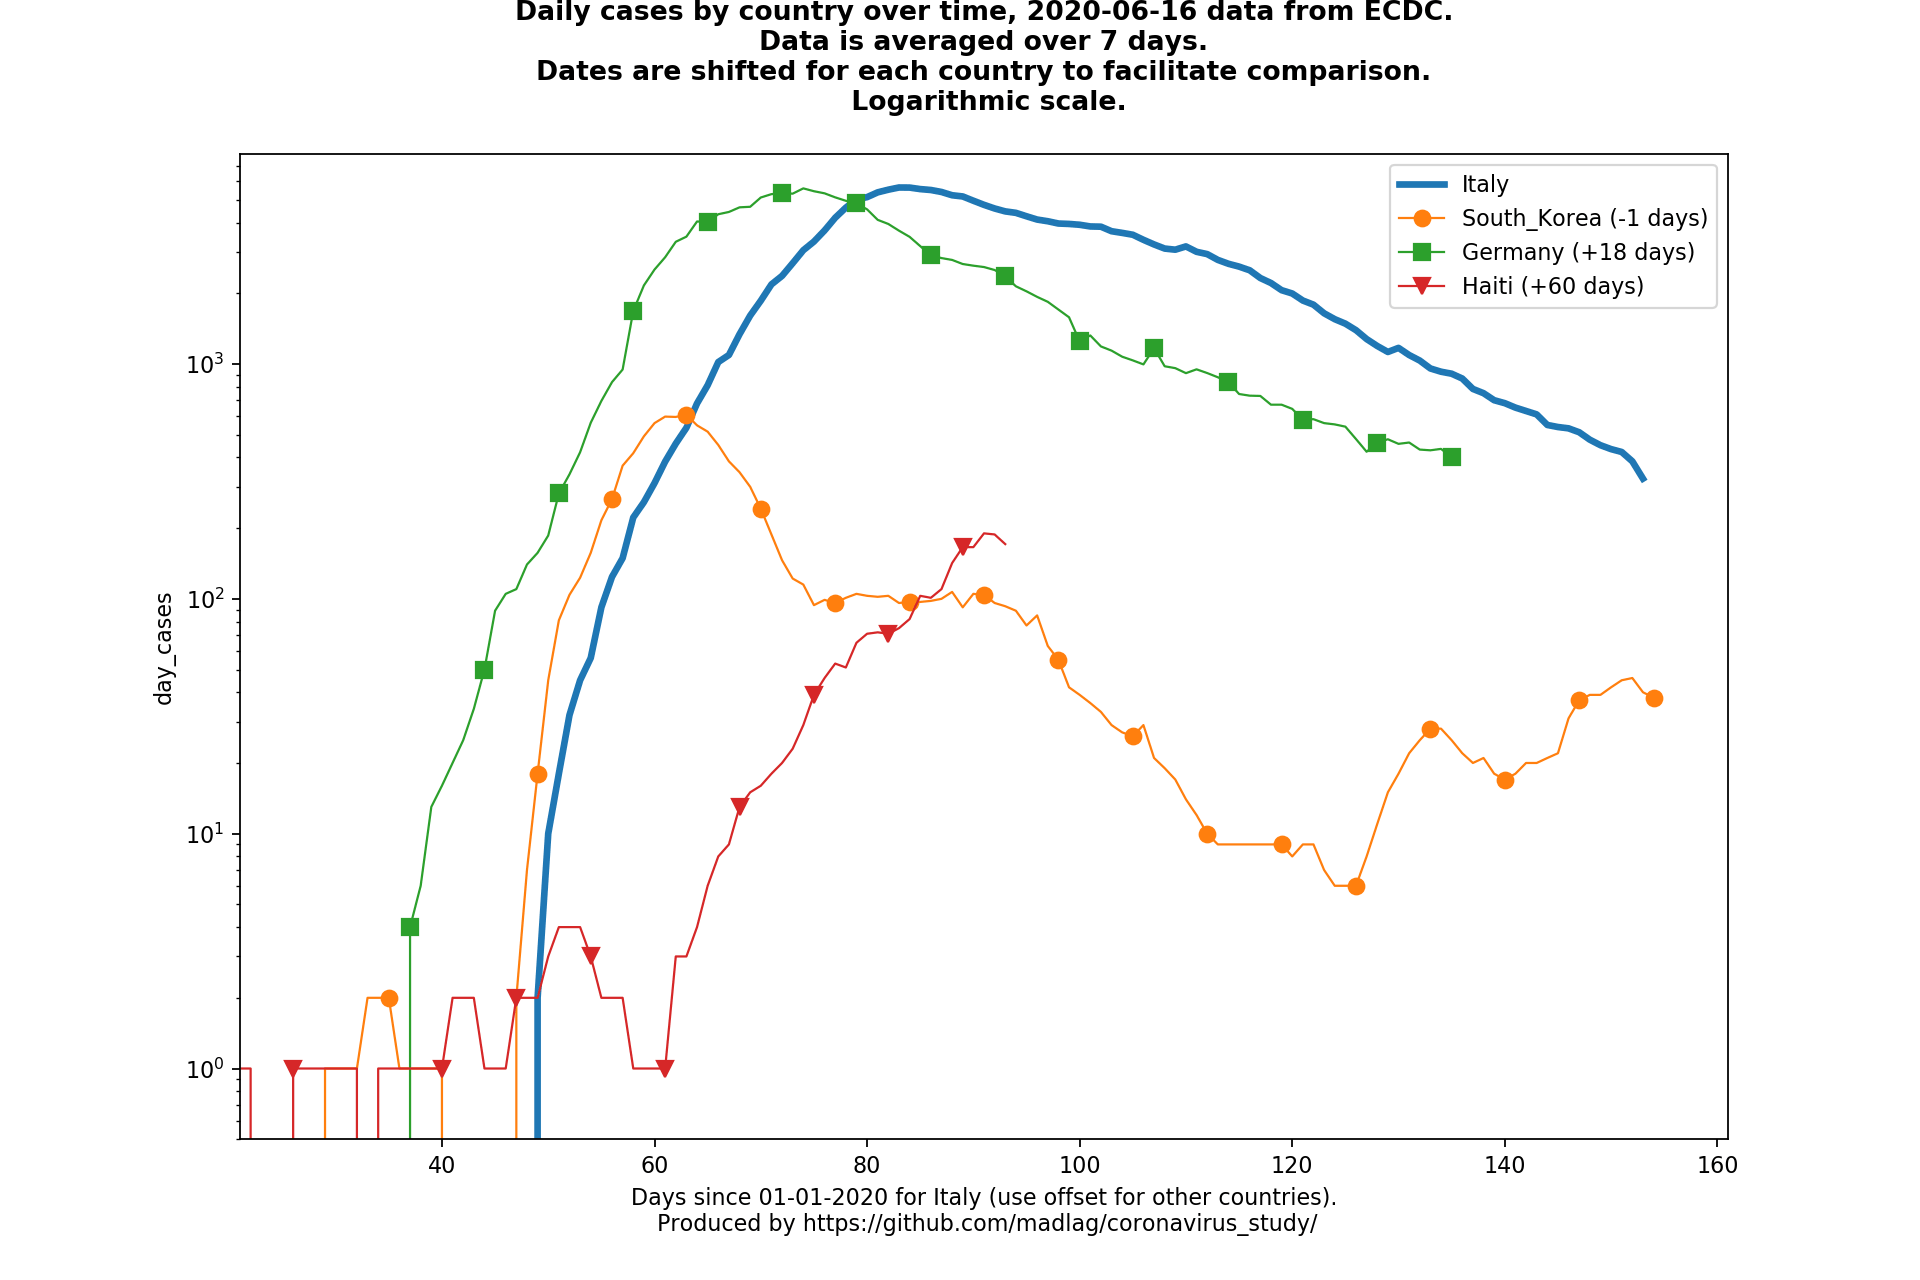 Daily cases by country over time, 2020-06-16 data from ECDC.
Data is averaged over 7 days.
Dates are shifted for each country to facilitate comparison.
Logarithmic scale.
Italy
South_Korea (-1 days)
Germany (+18 days)
Haiti (+60 days)
day_cases
10³
10²
10¹
10⁰
40 60 80 100 120 140 160
Days since 01-01-2020 for Italy (use offset for other countries).
Produced by https://github.com/madlag/coronavirus_study/